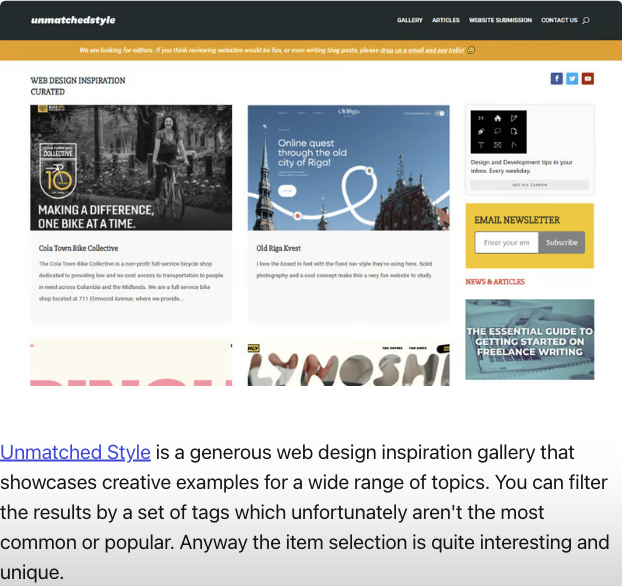 unmatchedstyle
GALLERY ARTICLES WEBSITE SUBMISSION CONTACT US
We are looking for editors. If you think reviewing websites would be fun, or even writing blog posts, please drop us a email and say hello!
WEB DESIGN INSPIRATION
CURATED
COLA TOWN BIKE
COLLECTIVE
10
MAKING A DIFFERENCE,
ONE BIKE AT A TIME.
Cola Town Bike Collective
The Cola Town Bike Collective is a non-profit full-service bicycle shop
dedicated to providing low and no-cost access to transportation to people
in need across Columbia and the Midlands. We are a full service bike
shop located at 711 Elmwood Avenue, where we provide...
Old Riga
Online quest
through the old
city of Riga!
Old Riga Kvest
I love the boxed in feel with the fixed nav style they're using here. Solid
photography and a cool concept make this a very fun website to study.
Design and Development tips in your
inbox. Every weekday.
ADS VIA CARBON
EMAIL NEWSLETTER
Enter your em Subscribe
NEWS & ARTICLES
THE ESSENTIAL GUIDE TO
GETTING STARTED ON
FREELANCE WRITING
Unmatched Style is a generous web design inspiration gallery that
showcases creative examples for a wide range of topics. You can filter
the results by a set of tags which unfortunately aren't the most
common or popular. Anyway the item selection is quite interesting and
unique.